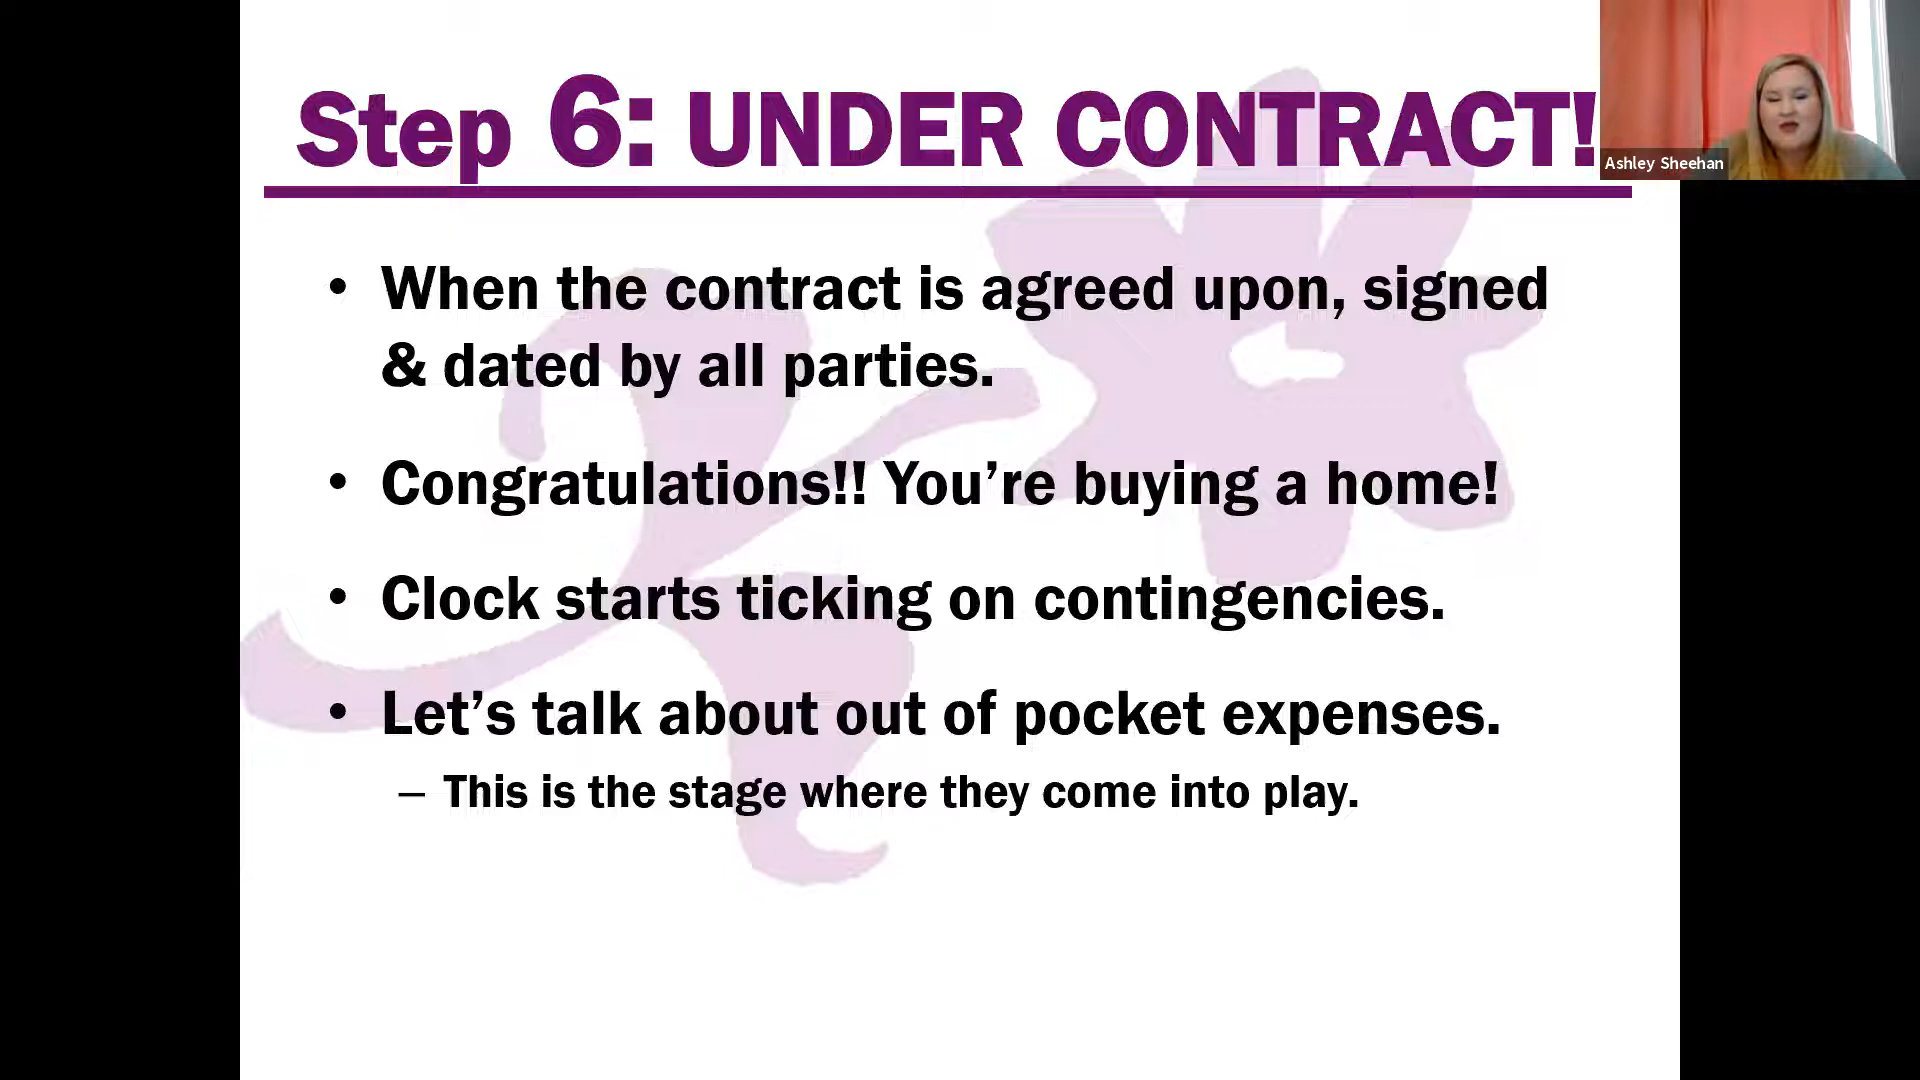 Step 6: UNDER CONTRACT!
Ashley Sheehan
• When the contract is agreed upon, signed
& dated by all parties.
• Congratulations!! You’re buying a home!
• Clock starts ticking on contingencies.
• Let’s talk about out of pocket expenses.
– This is the stage where they come into play.